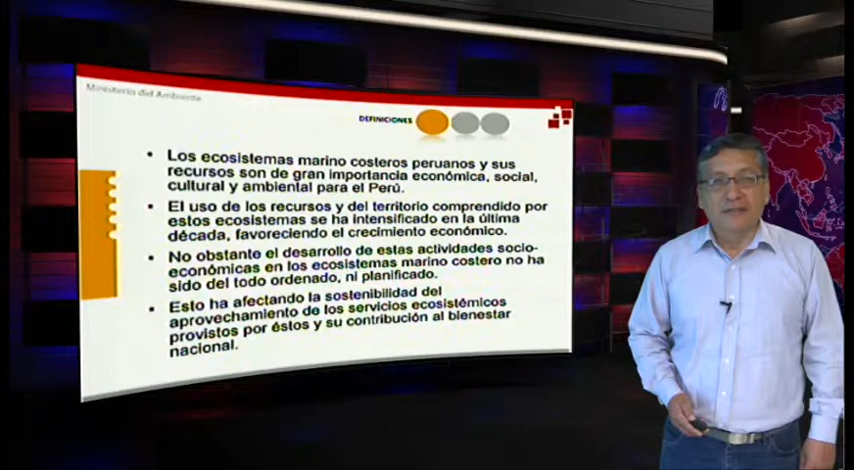 Ministerio del Ambiente
DEFINICIONES
• Los ecosistemas marino costeros peruanos y sus
recursos son de gran importancia económica, social,
cultural y ambiental para el Perú.
• El uso de los recursos y del territorio comprendido por
estos ecosistemas se ha intensificado en la última
década, favoreciendo el crecimiento económico.
• No obstante el desarrollo de estas actividades socio-
económicas en los ecosistemas marino costero no ha
sido del todo ordenado, ni planificado.
• Esto ha afectando la sostenibilidad del
aprovechamiento de los servicios ecosistémicos
provistos por éstos y su contribución al bienestar
nacional.